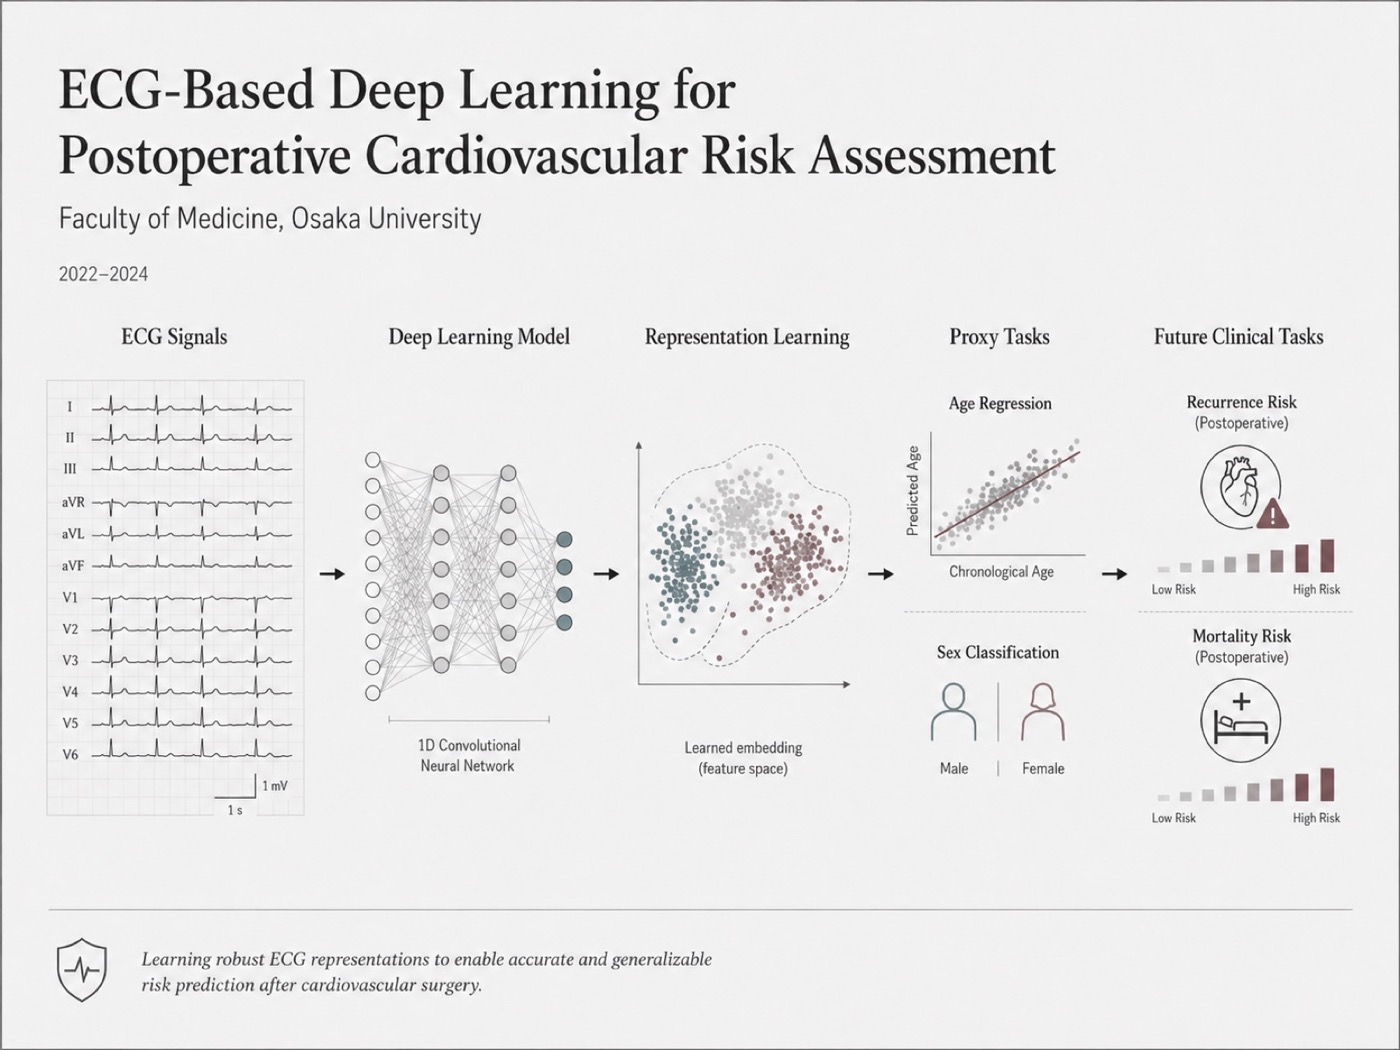 ECG-Based Deep Learning for
Postoperative Cardiovascular Risk Assessment
Faculty of Medicine, Osaka University
2022–2024
ECG Signals
I
II
III
aVR
aVL
aVF
V1
V2
V3
V4
V5
V6
1 mV
1 s
Deep Learning Model
1D Convolutional
Neural Network
Representation Learning
Learned embedding
(feature space)
Proxy Tasks
Age Regression
Predicted Age
Chronological Age
Sex Classification
Male | Female
Future Clinical Tasks
Recurrence Risk
(Postoperative)
!
Low Risk High Risk
Mortality Risk
(Postoperative)
Low Risk High Risk
Learning robust ECG representations to enable accurate and generalizable
risk prediction after cardiovascular surgery.